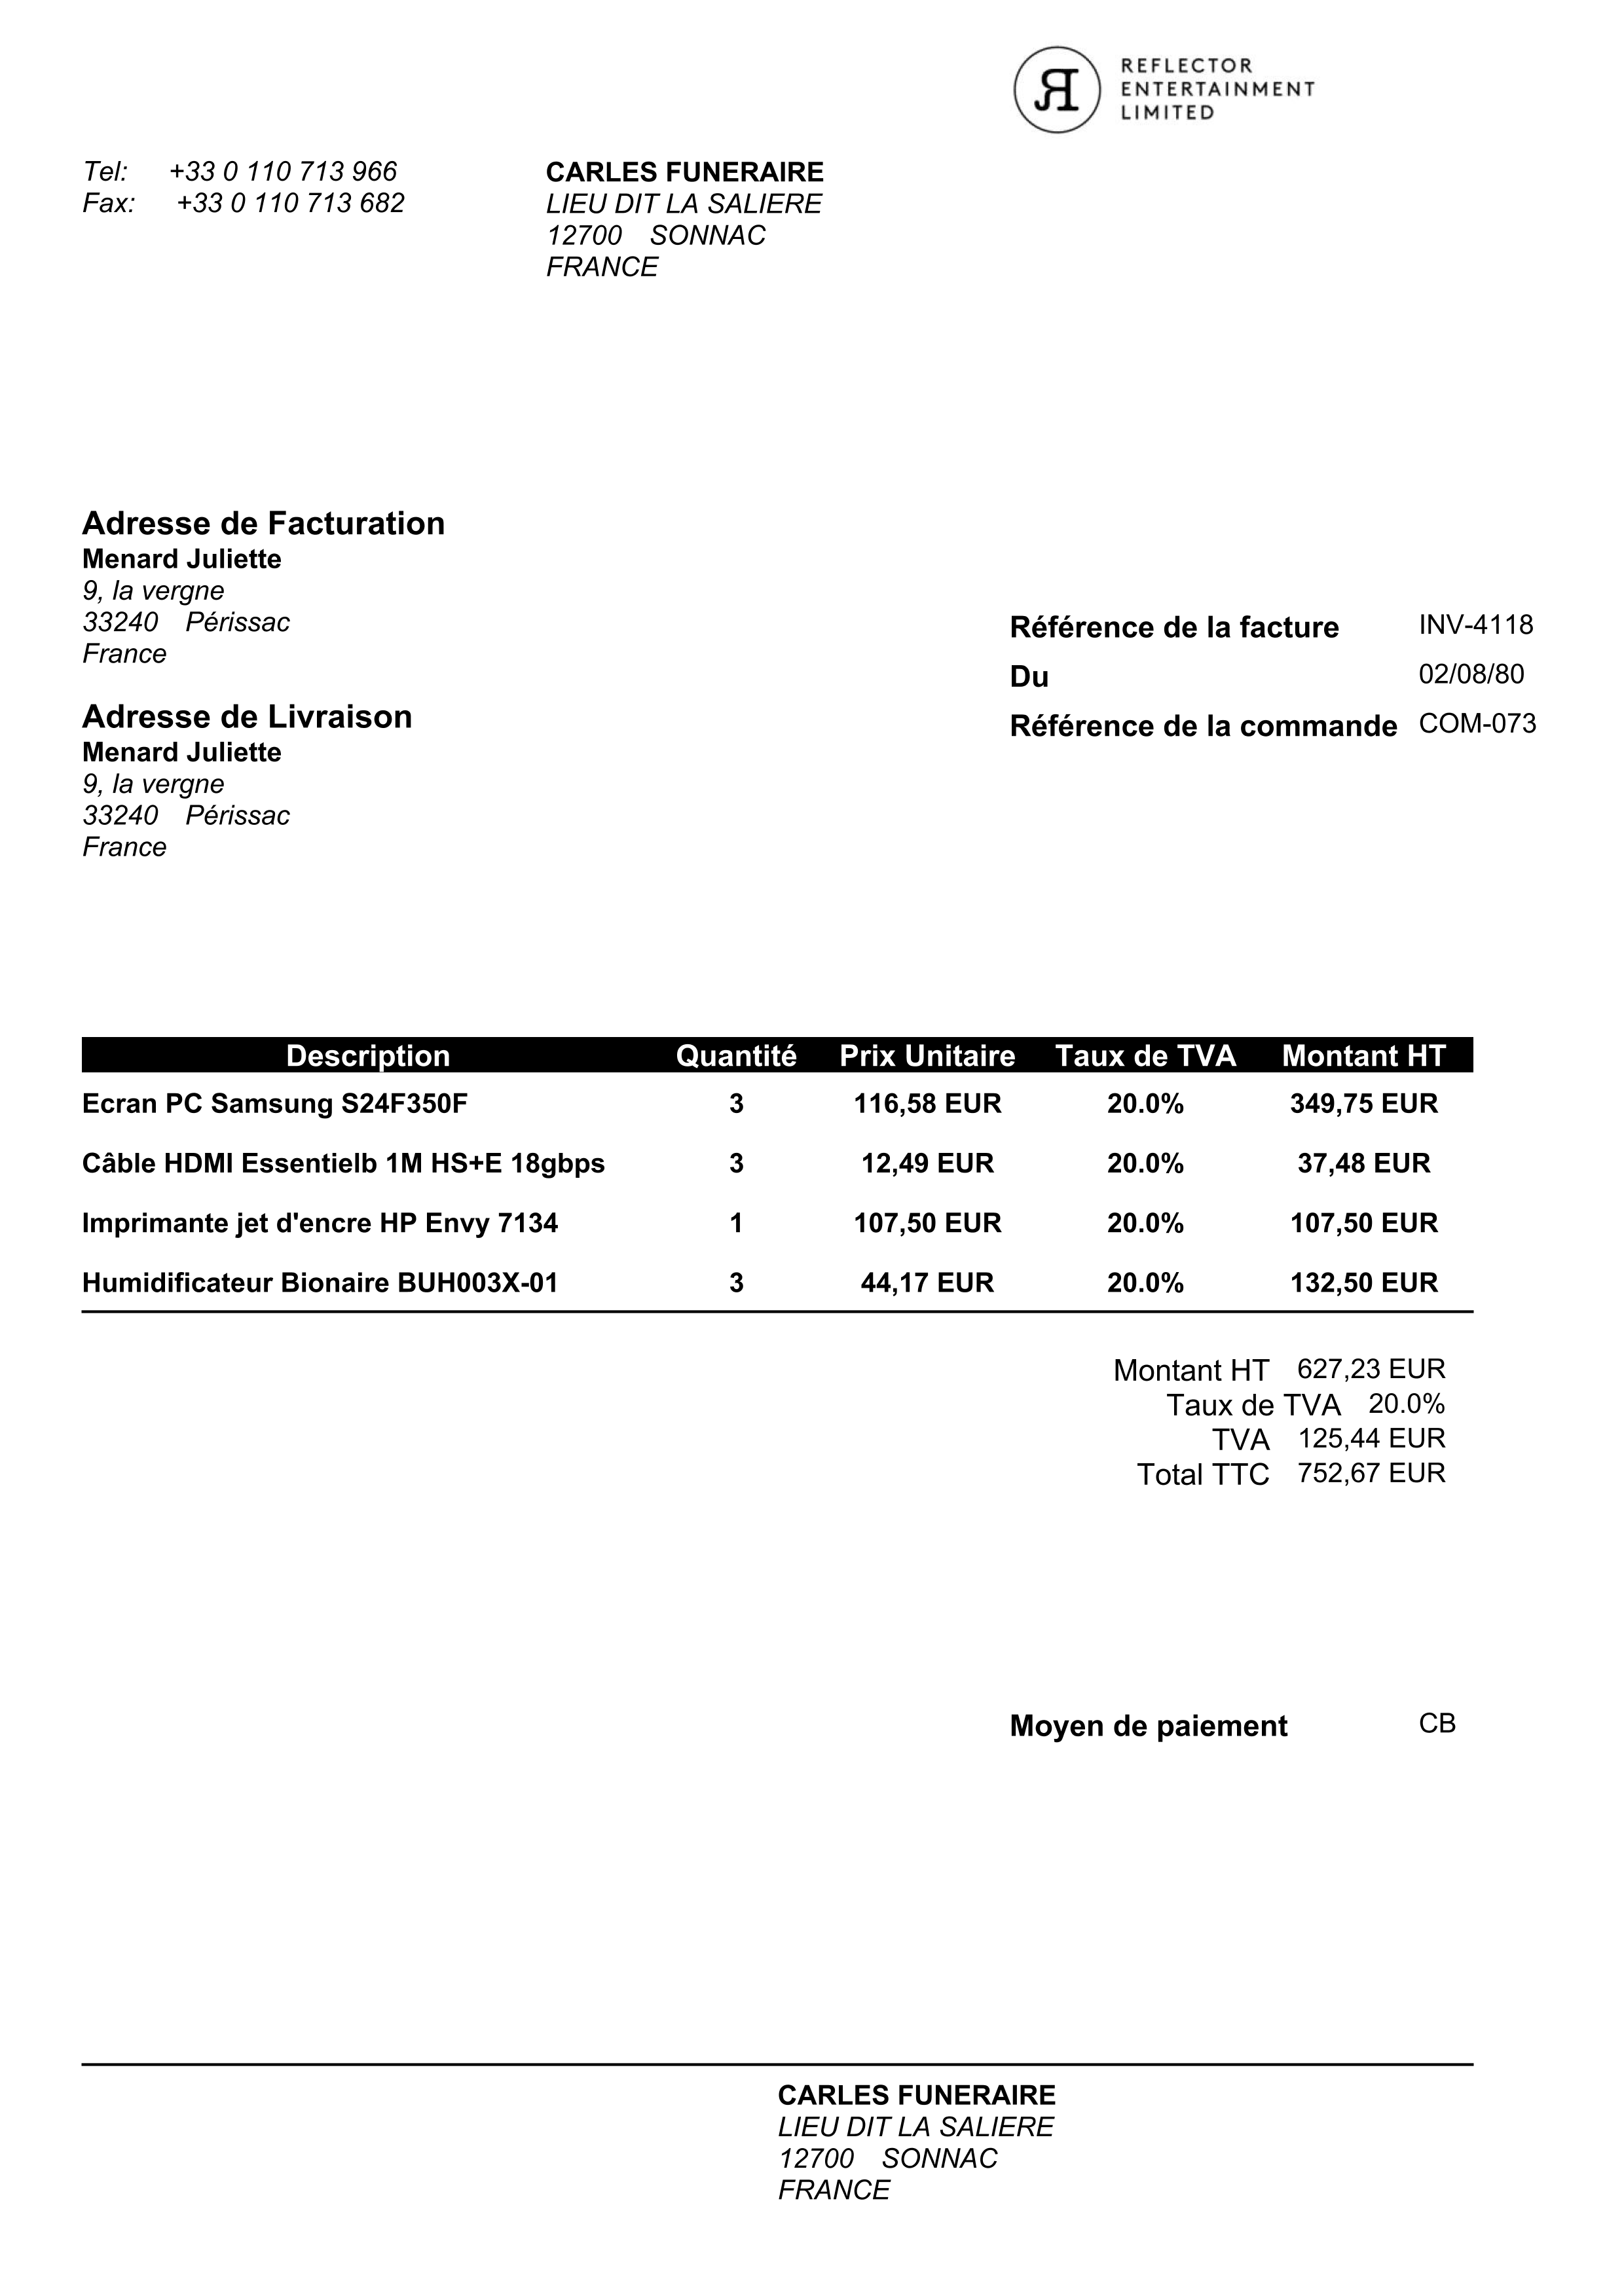 REFLECTOR
ENTERTAINMENT
LIMITED
Tel: +33 0 110 713 966
Fax: +33 0 110 713 682
CARLES FUNERAIRE
LIEU DIT LA SALIERE
12700 SONNAC
FRANCE
Adresse de Facturation
Menard Juliette
9, la vergne
33240 Périssac
France
Adresse de Livraison
Menard Juliette
9, la vergne
33240 Périssac
France
Référence de la facture INV-4118
Du 02/08/80
Référence de la commande COM-073
Description Quantité Prix Unitaire Taux de TVA Montant HT
Ecran PC Samsung S24F350F 3 116,58 EUR 20.0% 349,75 EUR
Câble HDMI Essentielb 1M HS+E 18gbps 3 12,49 EUR 20.0% 37,48 EUR
Imprimante jet d'encre HP Envy 7134 1 107,50 EUR 20.0% 107,50 EUR
Humidificateur Bionaire BUH003X-01 3 44,17 EUR 20.0% 132,50 EUR
Montant HT 627,23 EUR
Taux de TVA 20.0%
TVA 125,44 EUR
Total TTC 752,67 EUR
Moyen de paiement CB
CARLES FUNERAIRE
LIEU DIT LA SALIERE
12700 SONNAC
FRANCE